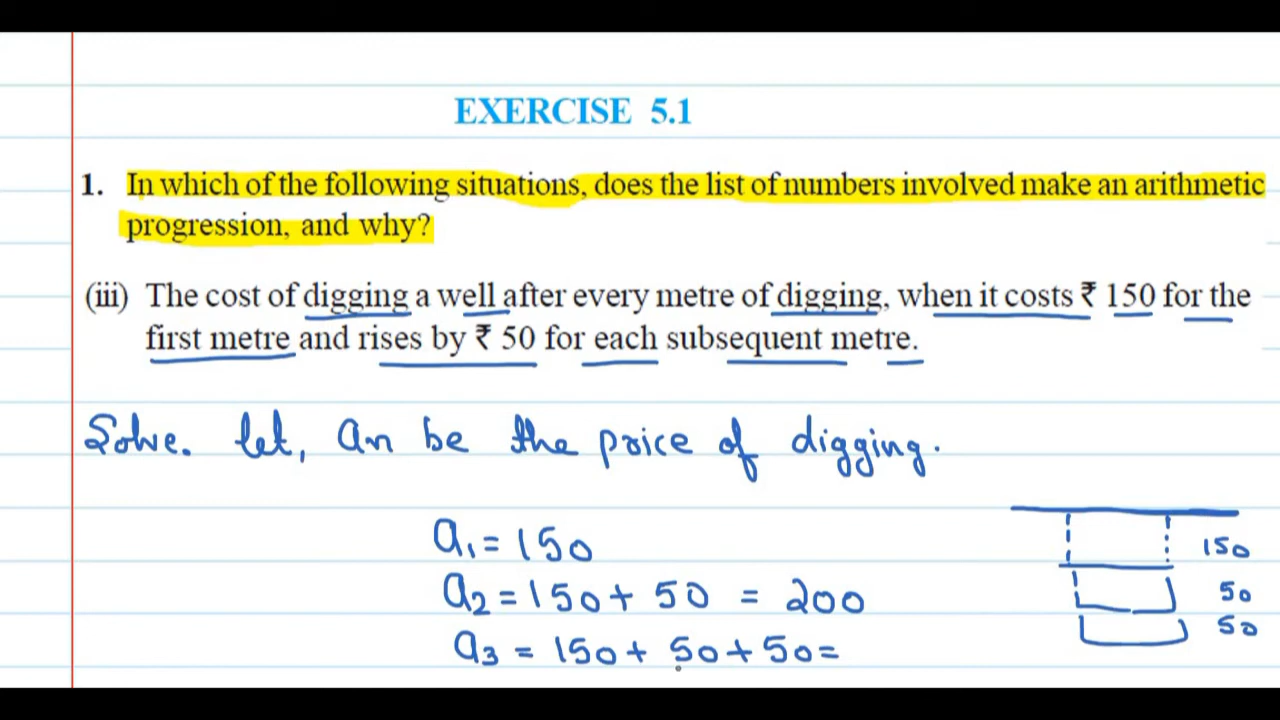 EXERCISE 5.1
1. In which of the following situations, does the list of numbers involved make an arithmetic
progression, and why?
(iii) The cost of digging a well after every metre of digging, when it costs ₹ 150 for the
first metre and rises by ₹ 50 for each subsequent metre.
Solve. let, an be the price of digging.
a1 = 150
150
a2 = 150 + 50 = 200
50
a3 = 150 + 50 + 50 =
50